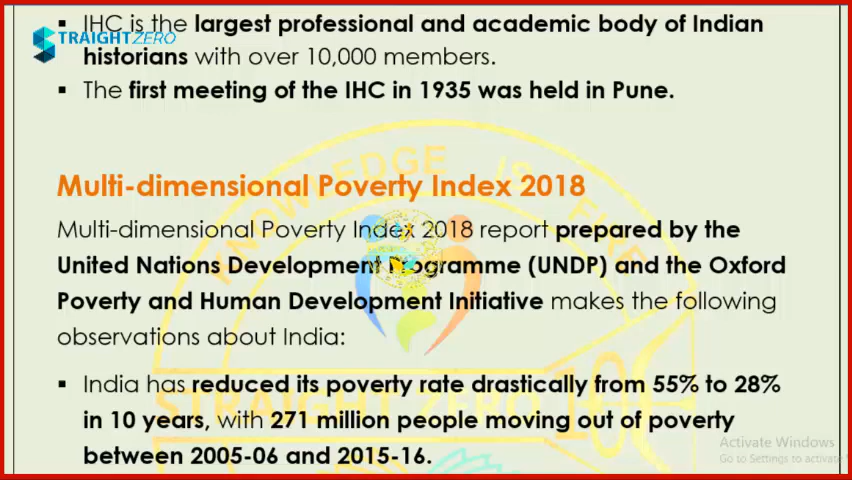 ▪ IHC is the largest professional and academic body of Indian
STRAIGHTZERO
historians with over 10,000 members.
▪ The first meeting of the IHC in 1935 was held in Pune.
KNOWLEDGE IS FIRE
Multi-dimensional Poverty Index 2018
Multi-dimensional Poverty Index 2018 report prepared by the
United Nations Development Programme (UNDP) and the Oxford
Poverty and Human Development Initiative makes the following
observations about India:
▪ India has reduced its poverty rate drastically from 55% to 28%
STRAIGHT ZERO
in 10 years, with 271 million people moving out of poverty
between 2005-06 and 2015-16.
Activate Windows
Go to Settings to activate